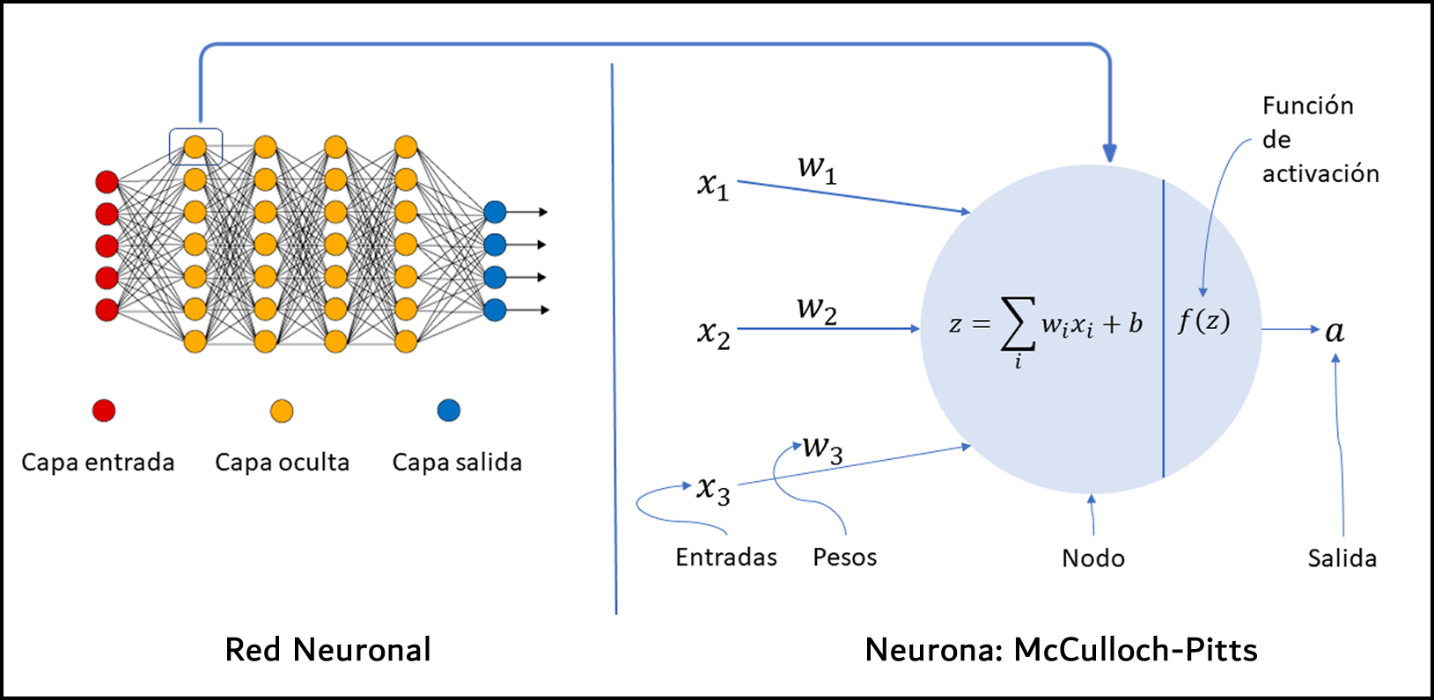 Capa entrada
Capa oculta
Capa salida
Red Neuronal
Función
de
activación
x₁
w₁
x₂
w₂
x₃
w₃
z = ∑ᵢ wᵢxᵢ + b
f(z)
a
Entradas
Pesos
Nodo
Salida
Neurona: McCulloch-Pitts